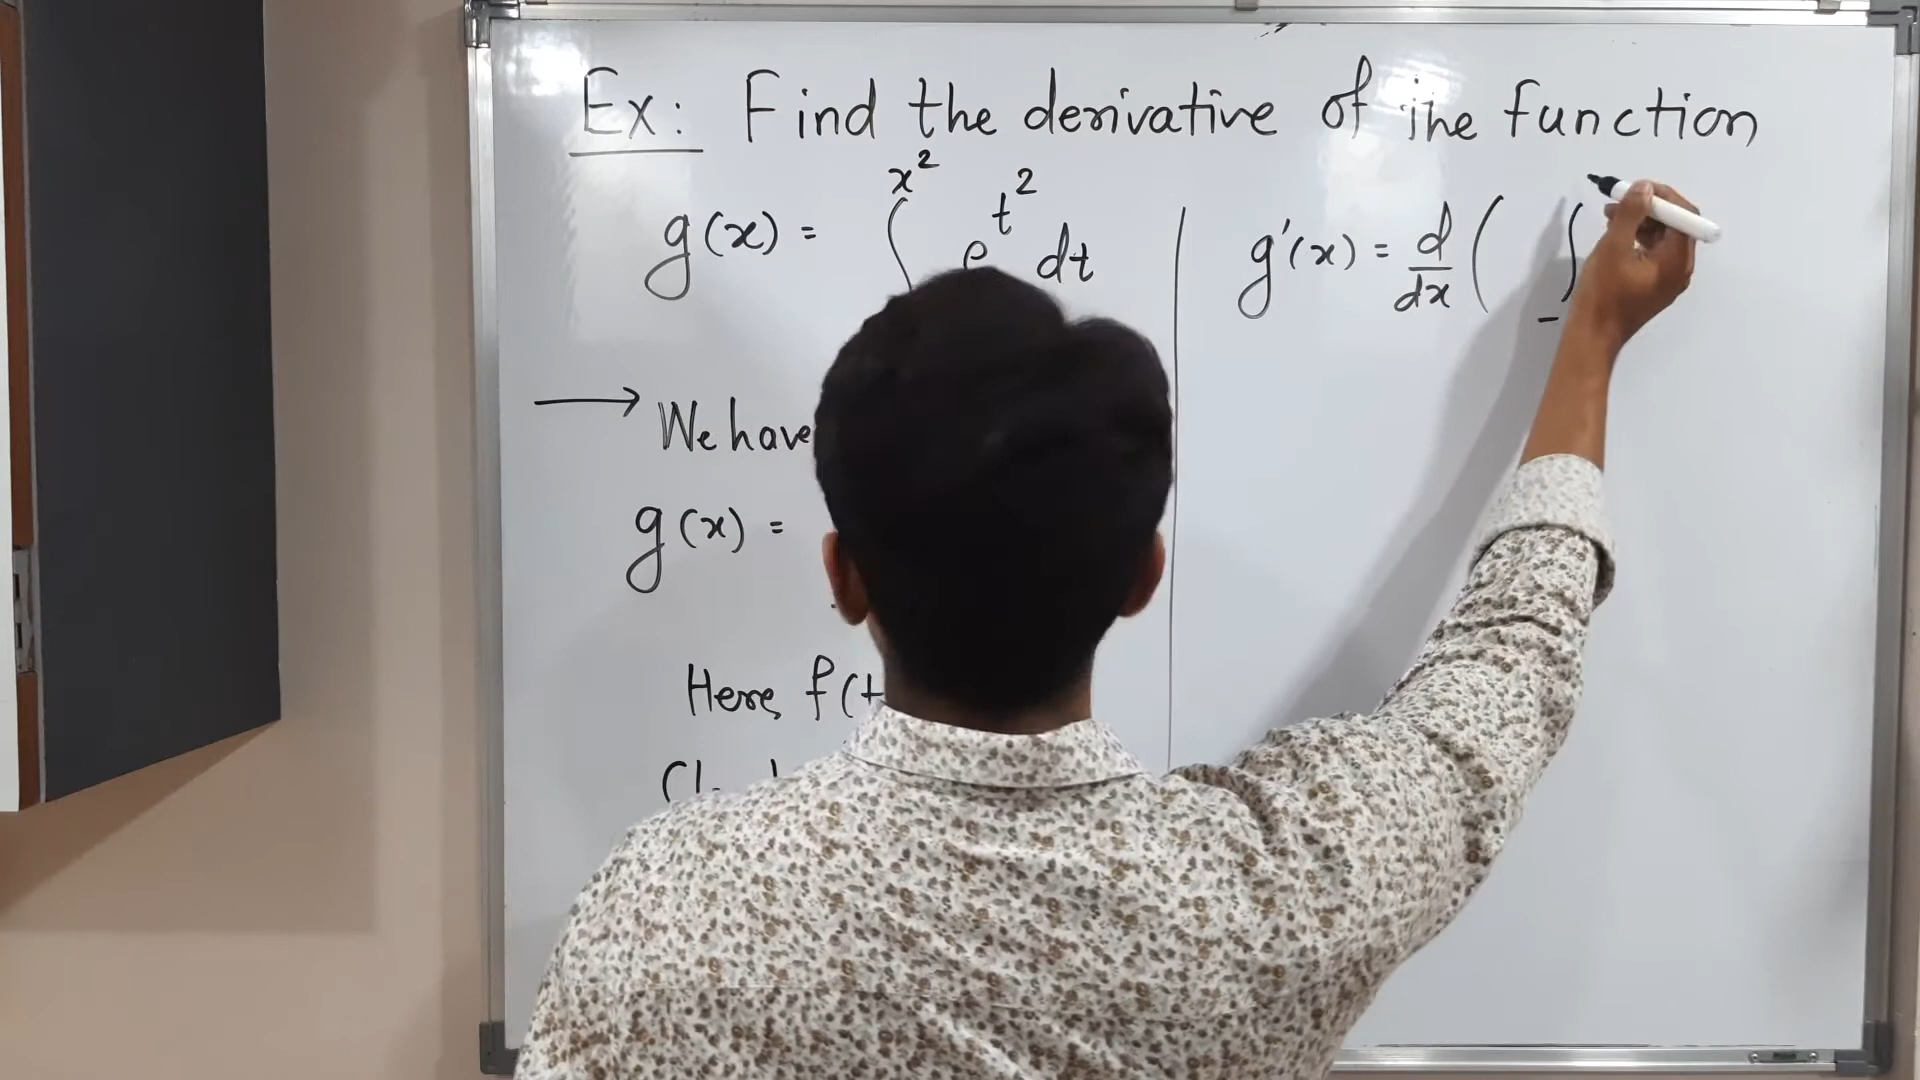 Ex: Find the derivative of the function
g(x) = ∫ x² e^t² dt
We have
g(x) =
Here, f(t
g'(x) = d/dx ( ∫